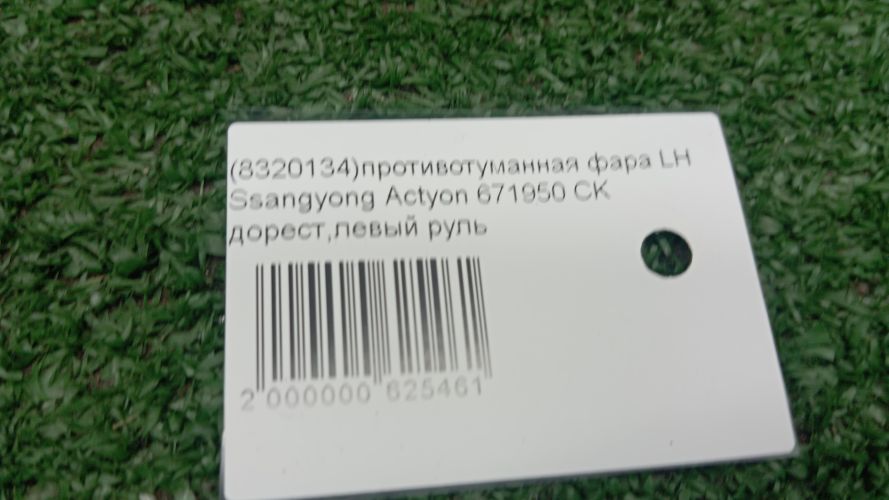 (8320134)противотуманная фара LH
Ssangyong Actyon 671950 CK
дорест,левый руль
2 000000 625461